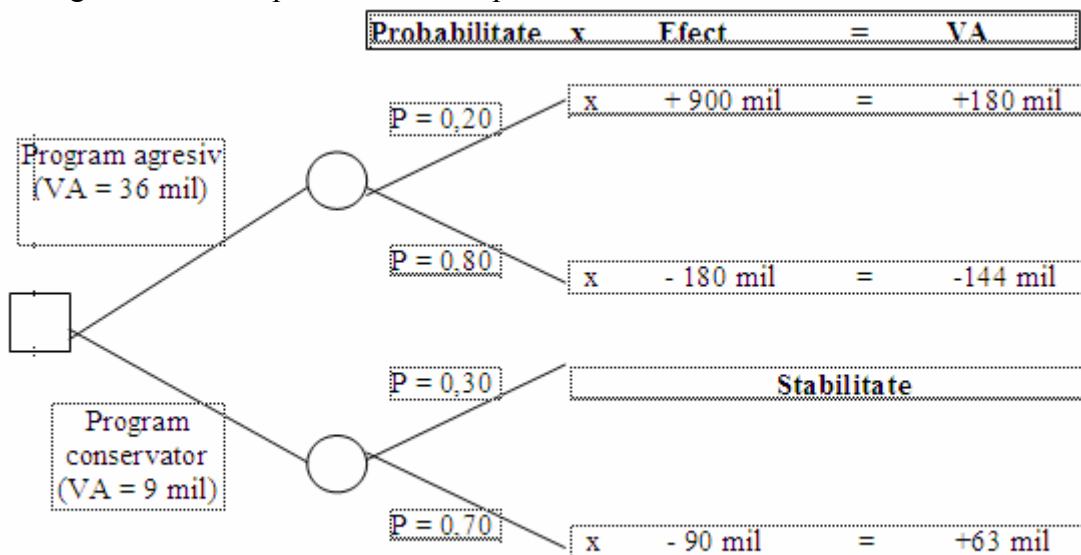 Probabilitate x Efect = VA
P = 0,20
x + 900 mil = +180 mil
Program agresiv
(VA = 36 mil)
P = 0.80
x - 180 mil = -144 mil
P = 0,30
Stabilitate
Program
conservator
(VA = 9 mil)
P = 0.70
x - 90 mil = +63 mil